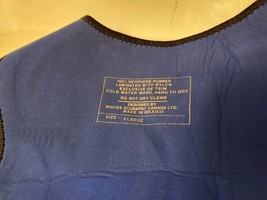 100% NEOPRENE RUBBER
LAMINATED WITH NYLON
EXCLUSIVE OF TRIM
COLD WATER WASH, HANG TO DRY
DO NOT DRY CLEAN
DESIGNED BY
WHITES SCUBAPRO CANADA LTD.
MADE IN MEXICO
SIZE: XLARGE